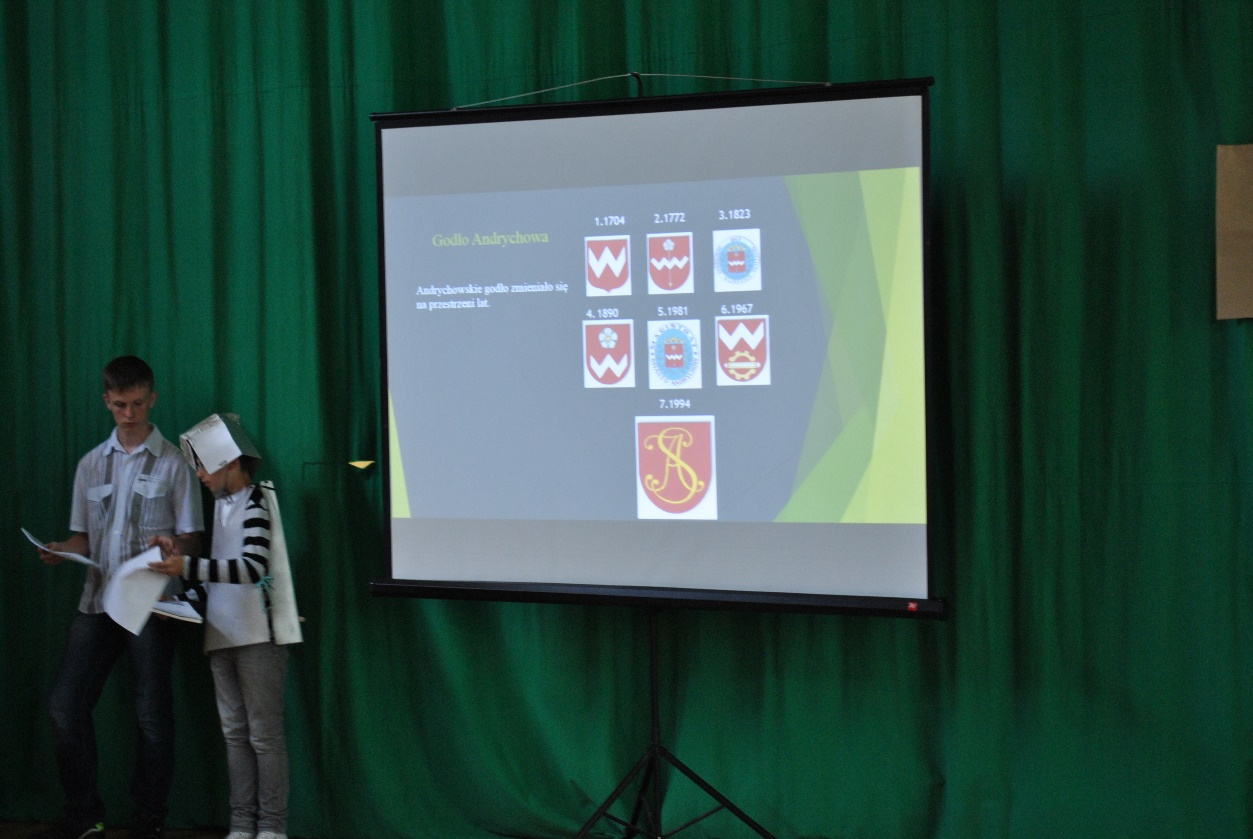 Godło Andrychowa
Andrychowskie godło zmieniało się
na przestrzeni lat.
1.1704 2.1772 3.1823
4.1890 5.1981 6.1967
7.1994